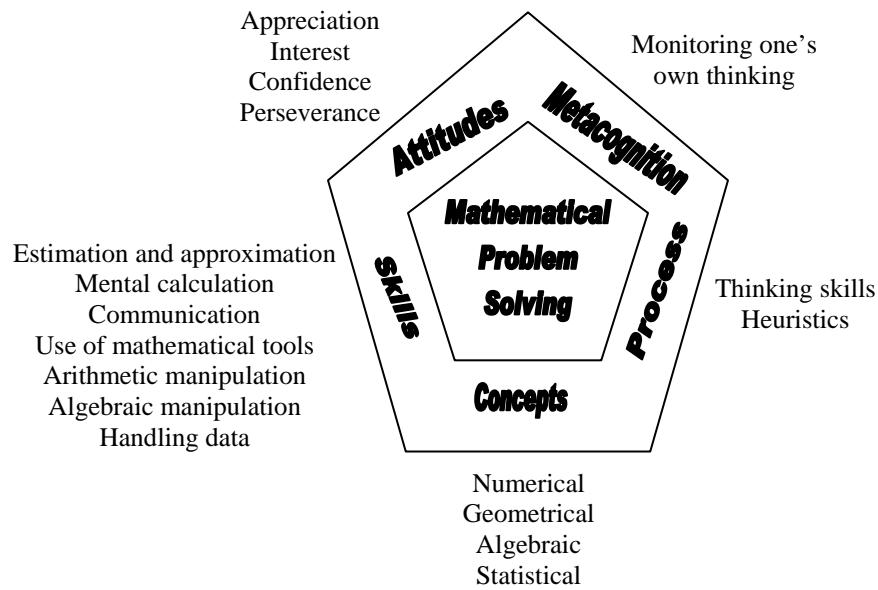 Appreciation
Interest
Confidence
Perseverance
Monitoring one's
own thinking
Attitudes
Metacognition
Mathematical
Problem
Solving
Skills
Process
Concepts
Estimation and approximation
Mental calculation
Communication
Use of mathematical tools
Arithmetic manipulation
Algebraic manipulation
Handling data
Thinking skills
Heuristics
Numerical
Geometrical
Algebraic
Statistical